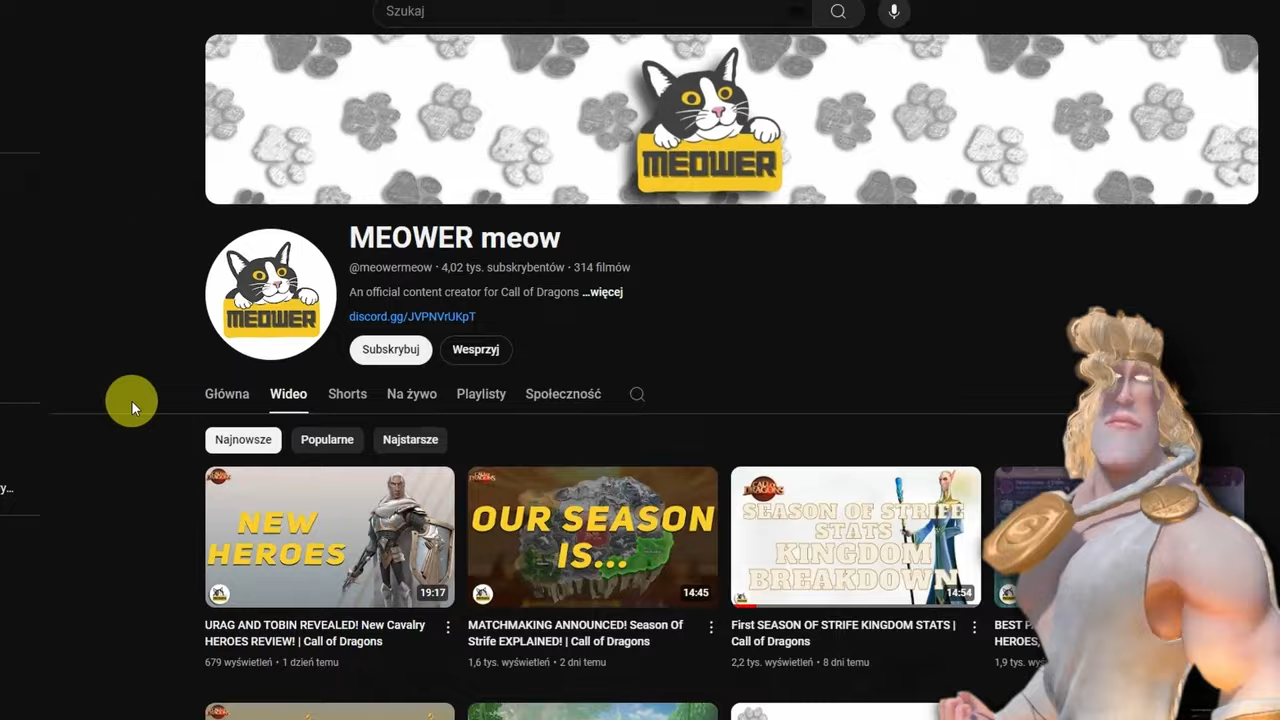 Szukaj
MEOWER
MEOWER meow
@meowermeow · 4,02 tys. subskrybentów · 314 filmów
An official content creator for Call of Dragons ...więcej
discord.gg/JVPNVrUKpT
MEOWER
Subskrybuj Wesprzyj
Główna Wideo Shorts Na żywo Playlisty Społeczność
Najnowsze Popularne Najstarsze
NEW
HEROES
19:17
OUR SEASON
IS...
14:45
CALL OF DRAGONS
SEASON OF STRIFE
STATS
KINGDOM
BREAKDOWN
14:54
URAG AND TOBIN REVEALED! New Cavalry
HEROES REVIEW! | Call of Dragons
679 wyświetleń · 1 dzień temu
MATCHMAKING ANNOUNCED! Season Of
Strife EXPLAINED! | Call of Dragons
1,6 tys. wyświetleń · 2 dni temu
First SEASON OF STRIFE KINGDOM STATS |
Call of Dragons
2,2 tys. wyświetleń · 8 dni temu
BEST
HEROES,
1,9 tys.
y...